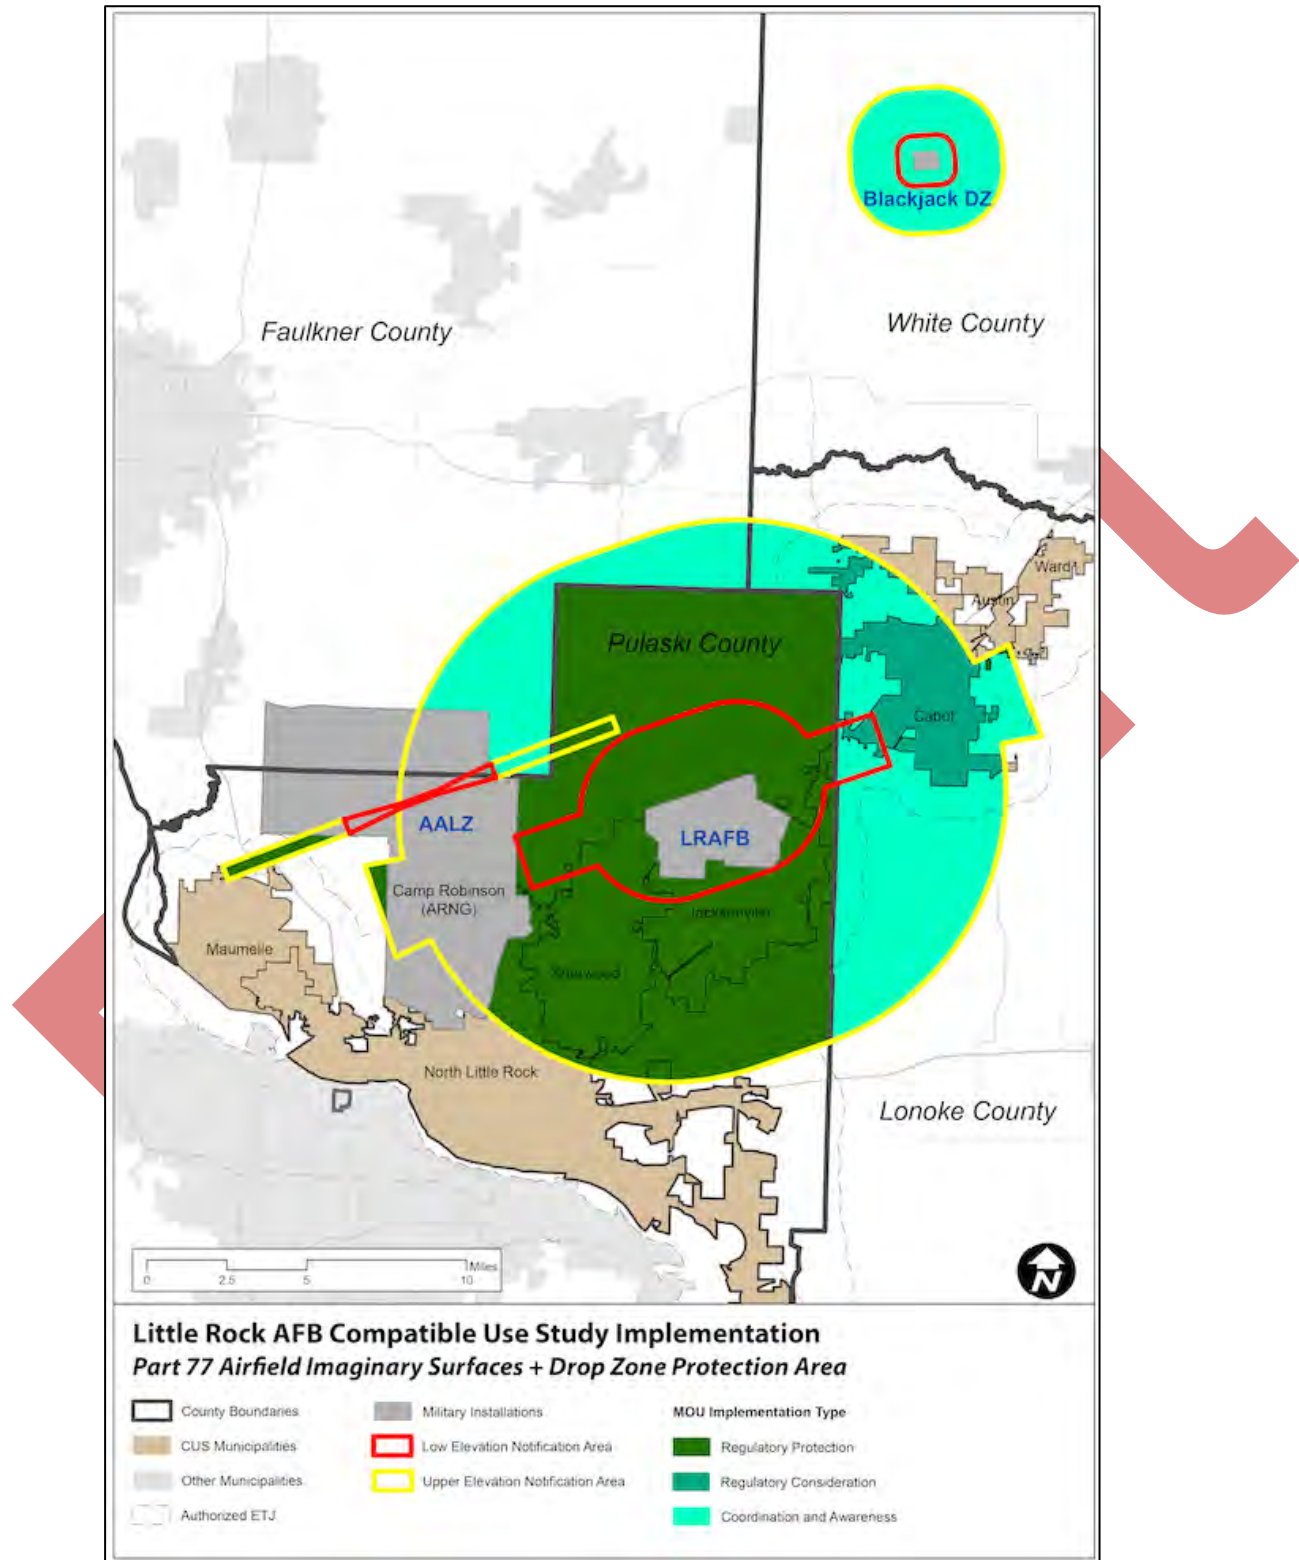 Blackjack DZ
Faulkner County
White County
Ward
Austin
Pulaski County
Cabot
AALZ
LRAFB
Camp Robinson
(ARNG)
Jacksonville
Maumelle
Sherwood
North Little Rock
Lonoke County
Miles
0 2.5 5 10
N
Little Rock AFB Compatible Use Study Implementation
Part 77 Airfield Imaginary Surfaces + Drop Zone Protection Area
County Boundaries
CUS Municipalities
Other Municipalities
Authorized ETJ
Military Installations
Low Elevation Notification Area
Upper Elevation Notification Area
MOU Implementation Type
Regulatory Protection
Regulatory Consideration
Coordination and Awareness